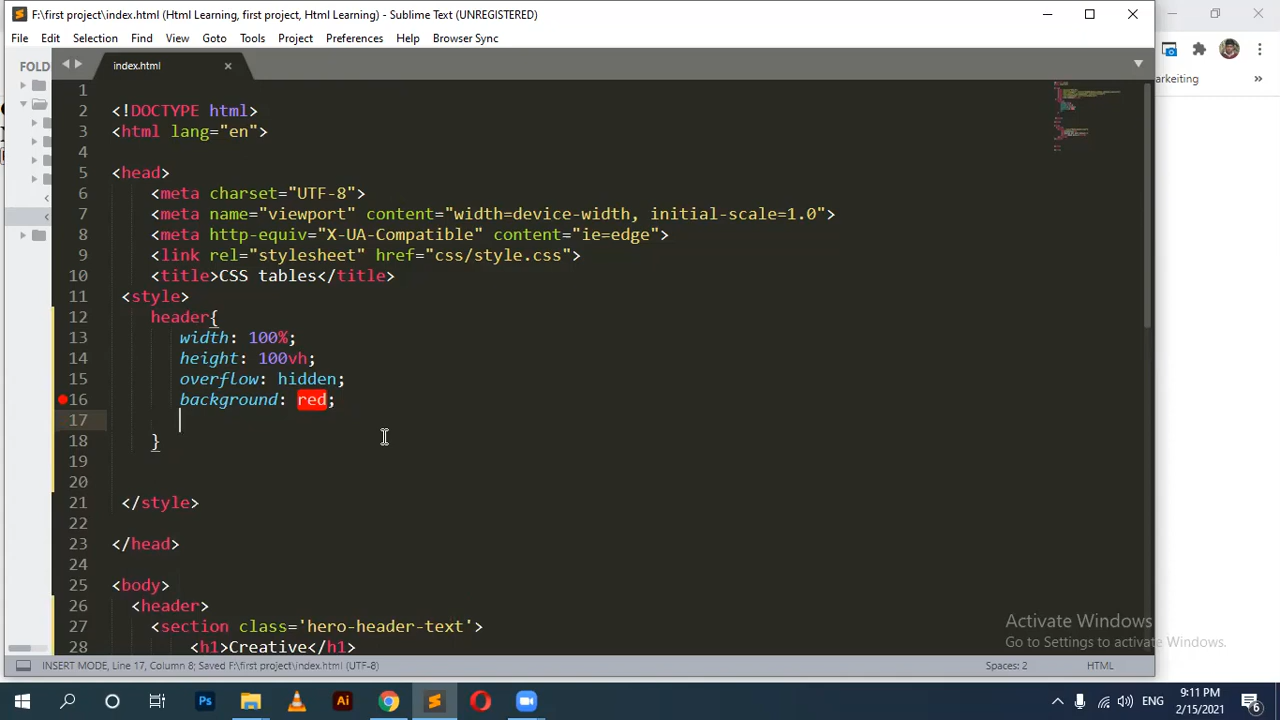 F:\first project\index.html (Html Learning, first project, Html Learning) - Sublime Text (UNREGISTERED)
File Edit Selection Find View Goto Tools Project Preferences Help Browser Sync
FOLD
index.html
arkeiting
1
2 <!DOCTYPE html>
3 <html lang="en">
4
5 <head>
6 <meta charset="UTF-8">
7 <meta name="viewport" content="width=device-width, initial-scale=1.0">
8 <meta http-equiv="X-UA-Compatible" content="ie=edge">
9 <link rel="stylesheet" href="css/style.css">
10 <title>CSS tables</title>
11 <style>
12 header{
13 width: 100%;
14 height: 100vh;
15 overflow: hidden;
16 background: red;
17
18 }
19
20
21 </style>
22
23 </head>
24
25 <body>
26 <header>
27 <section class='hero-header-text'>
28 <h1>Creative</h1>
Activate Windows
Go to Settings to activate Windows.
INSERT MODE, Line 17, Column 8; Saved F:\first project\index.html (UTF-8)
Spaces: 2
HTML
Ps
Ai
ENG
9:11 PM
2/15/2021
6